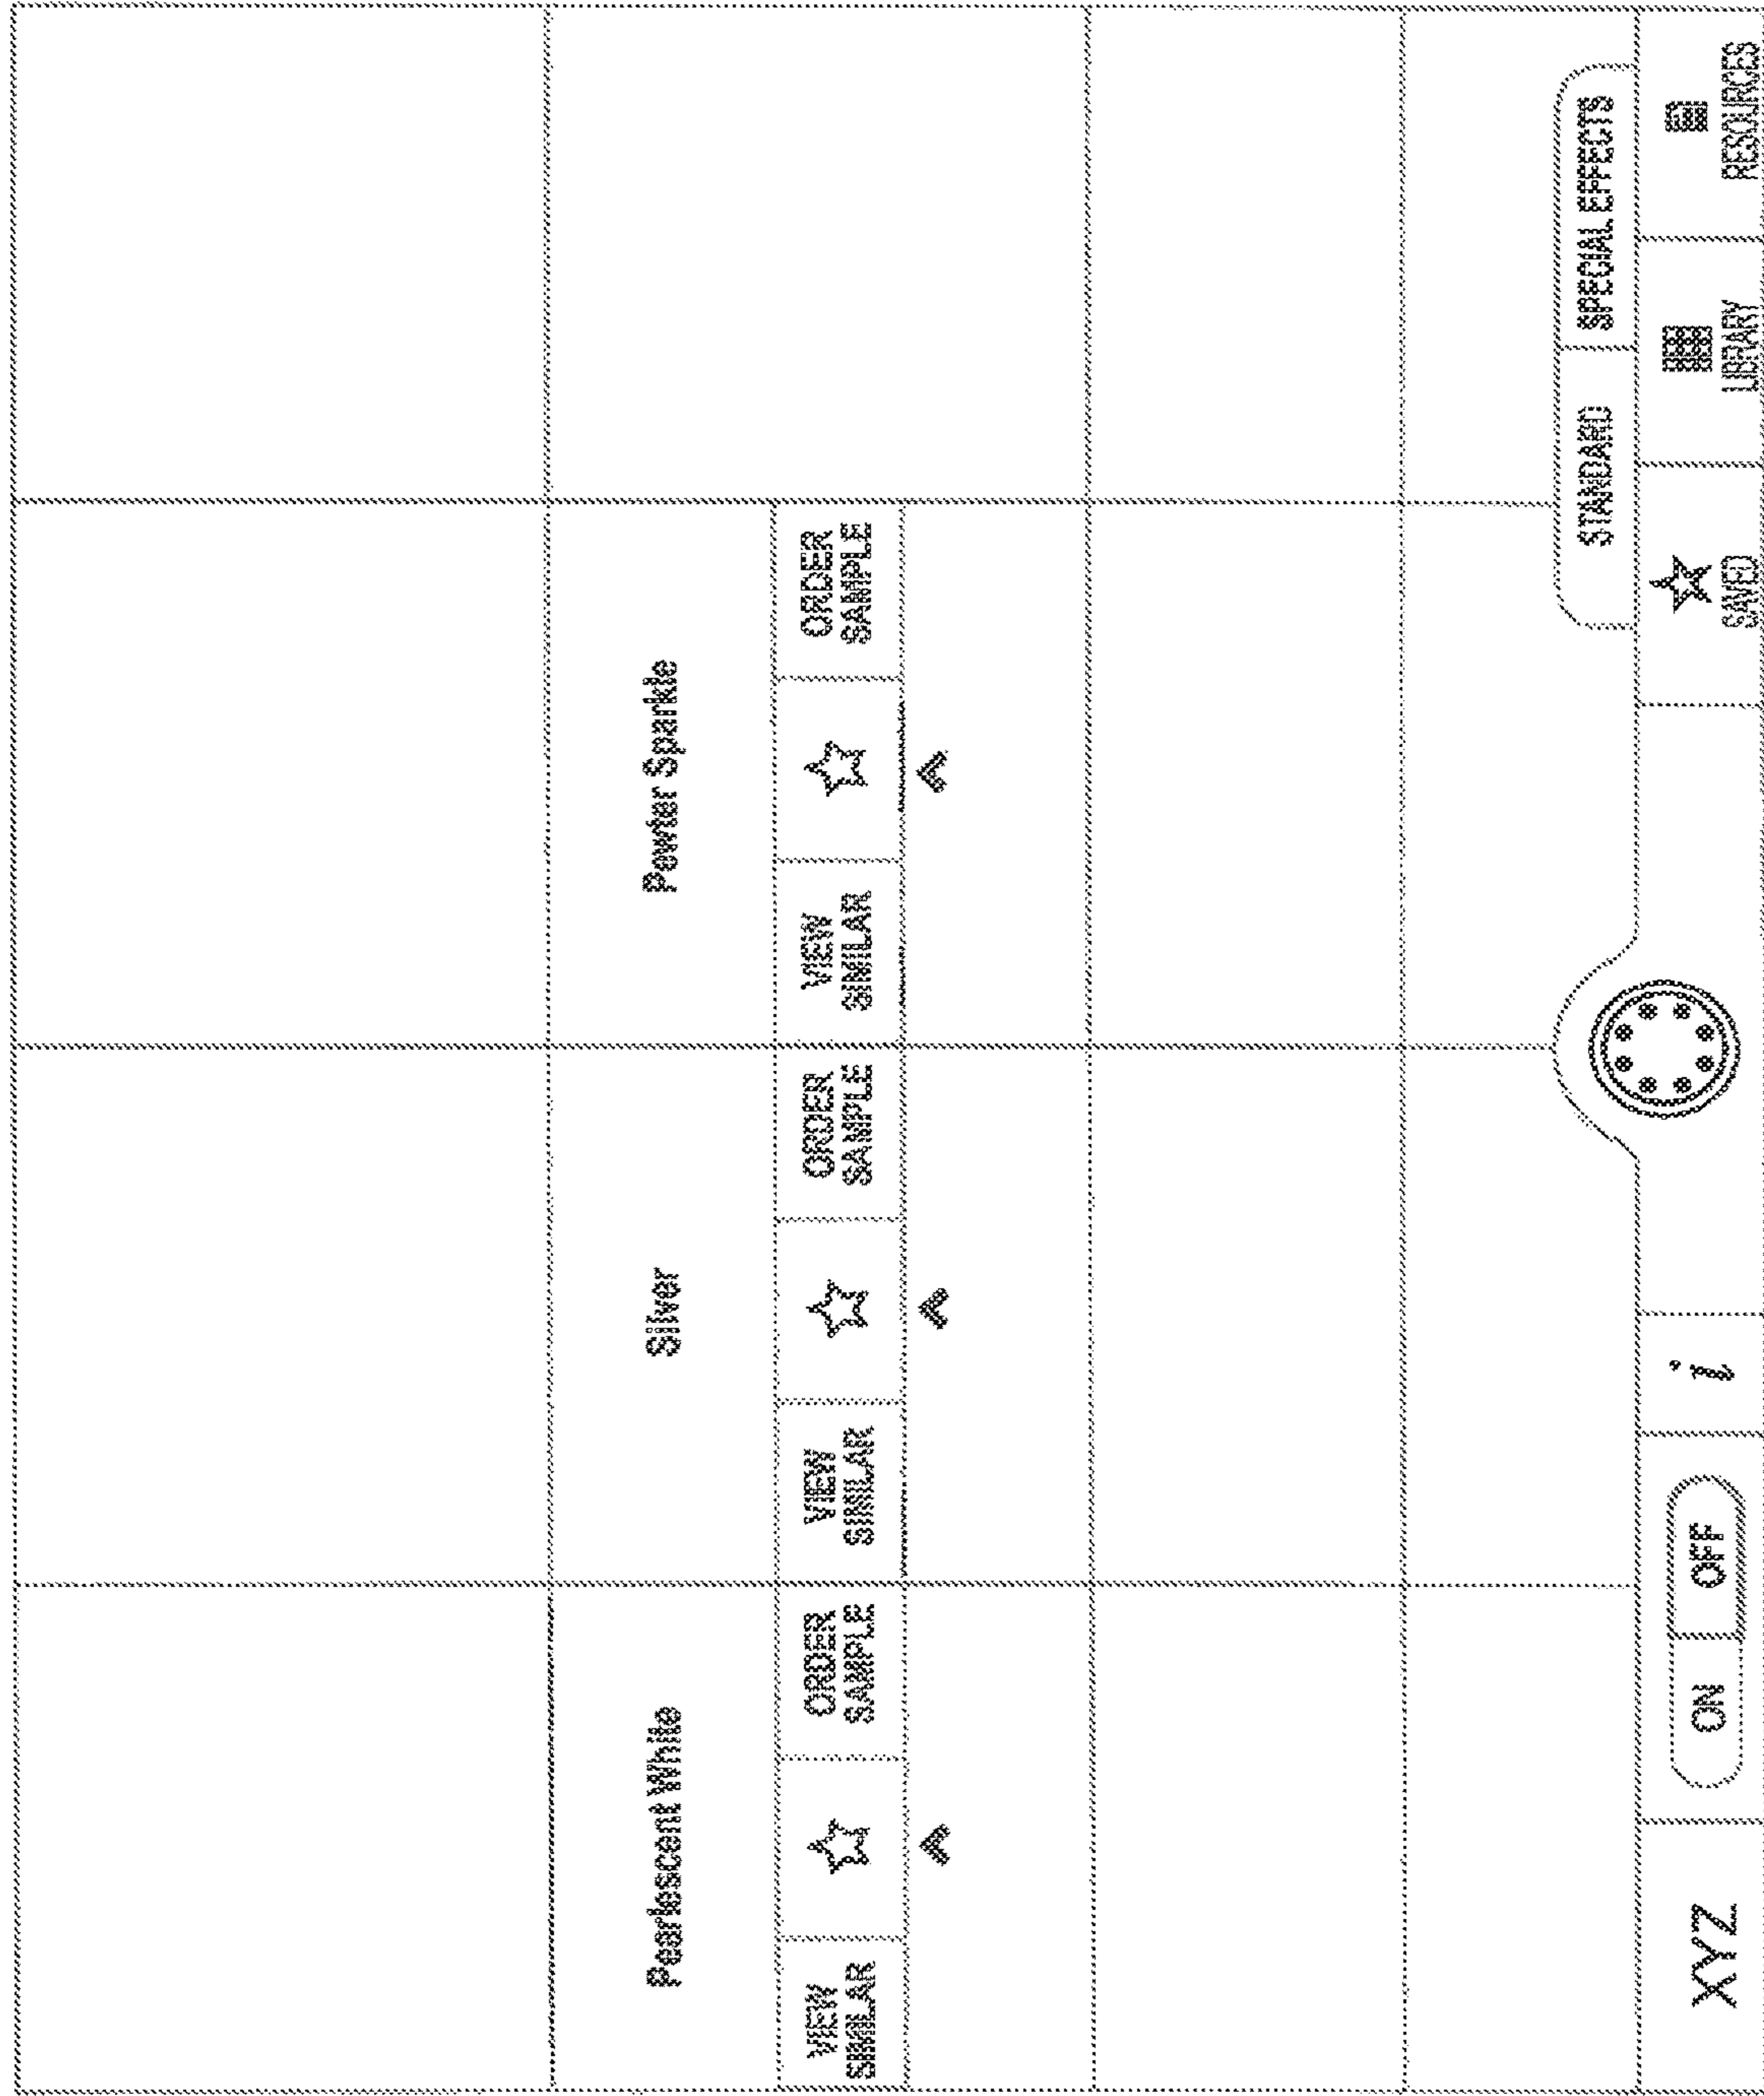 Pearlescent White
Silver
Pewter Sparkle
VIEW
SIMILAR
ORDER
SAMPLE
VIEW
SIMILAR
ORDER
SAMPLE
VIEW
SIMILAR
ORDER
SAMPLE
STANDARD
SPECIAL EFFECTS
XYZ
ON
OFF
i
SAVED
LIBRARY
RESOURCES